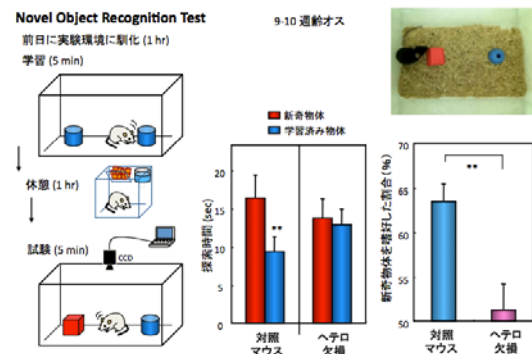 Novel Object Recognition Test
前日に実験環境に馴化 (1 hr)
学習 (5 min)
休憩 (1 hr)
試験 (5 min)
CCD
9-10 週齢オス
新奇物体
学習済み物体
探索時間 (sec)
20
15
10
5
0
**
対照
マウス
ヘテロ
欠損
新奇物体を嗜好した割合(%)
65
60
55
50
**
対照
マウス
ヘテロ
欠損